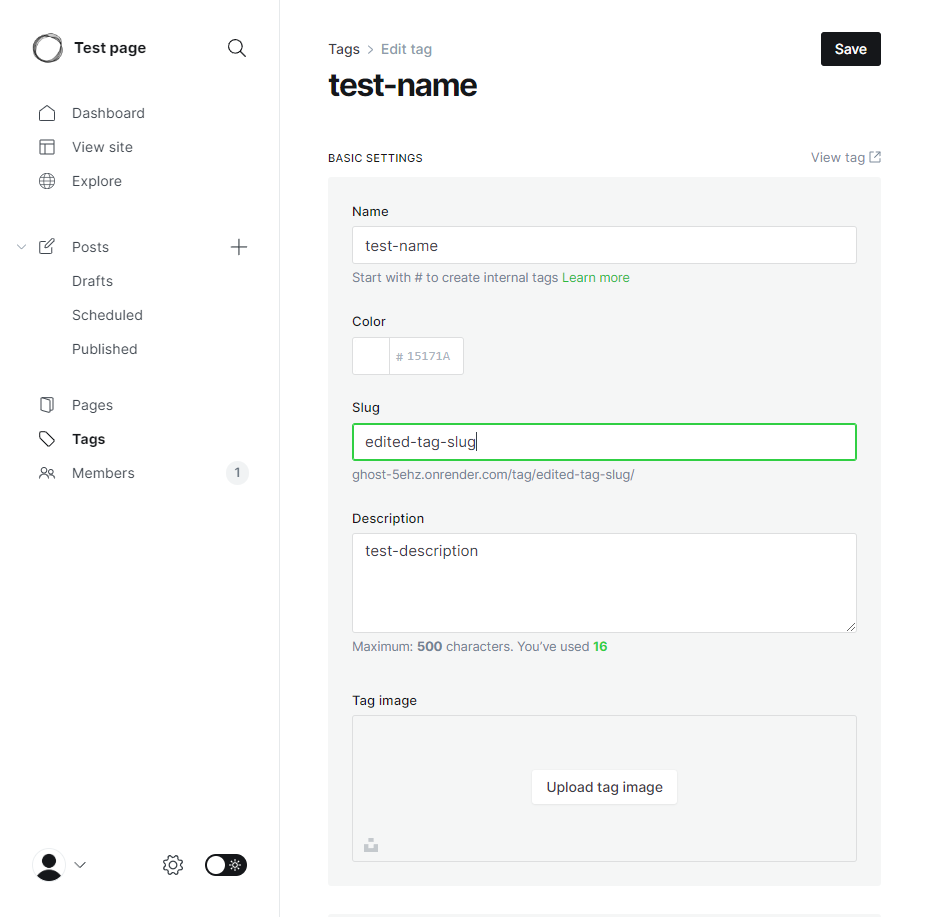 Test page
Dashboard
View site
Explore
Posts
Drafts
Scheduled
Published
Pages
Tags
Members 1
Tags > Edit tag
Save
test-name
BASIC SETTINGS
View tag
Name
test-name
Start with # to create internal tags Learn more
Color
# 15171A
Slug
edited-tag-slug
ghost-5ehz.onrender.com/tag/edited-tag-slug/
Description
test-description
Maximum: 500 characters. You’ve used 16
Tag image
Upload tag image